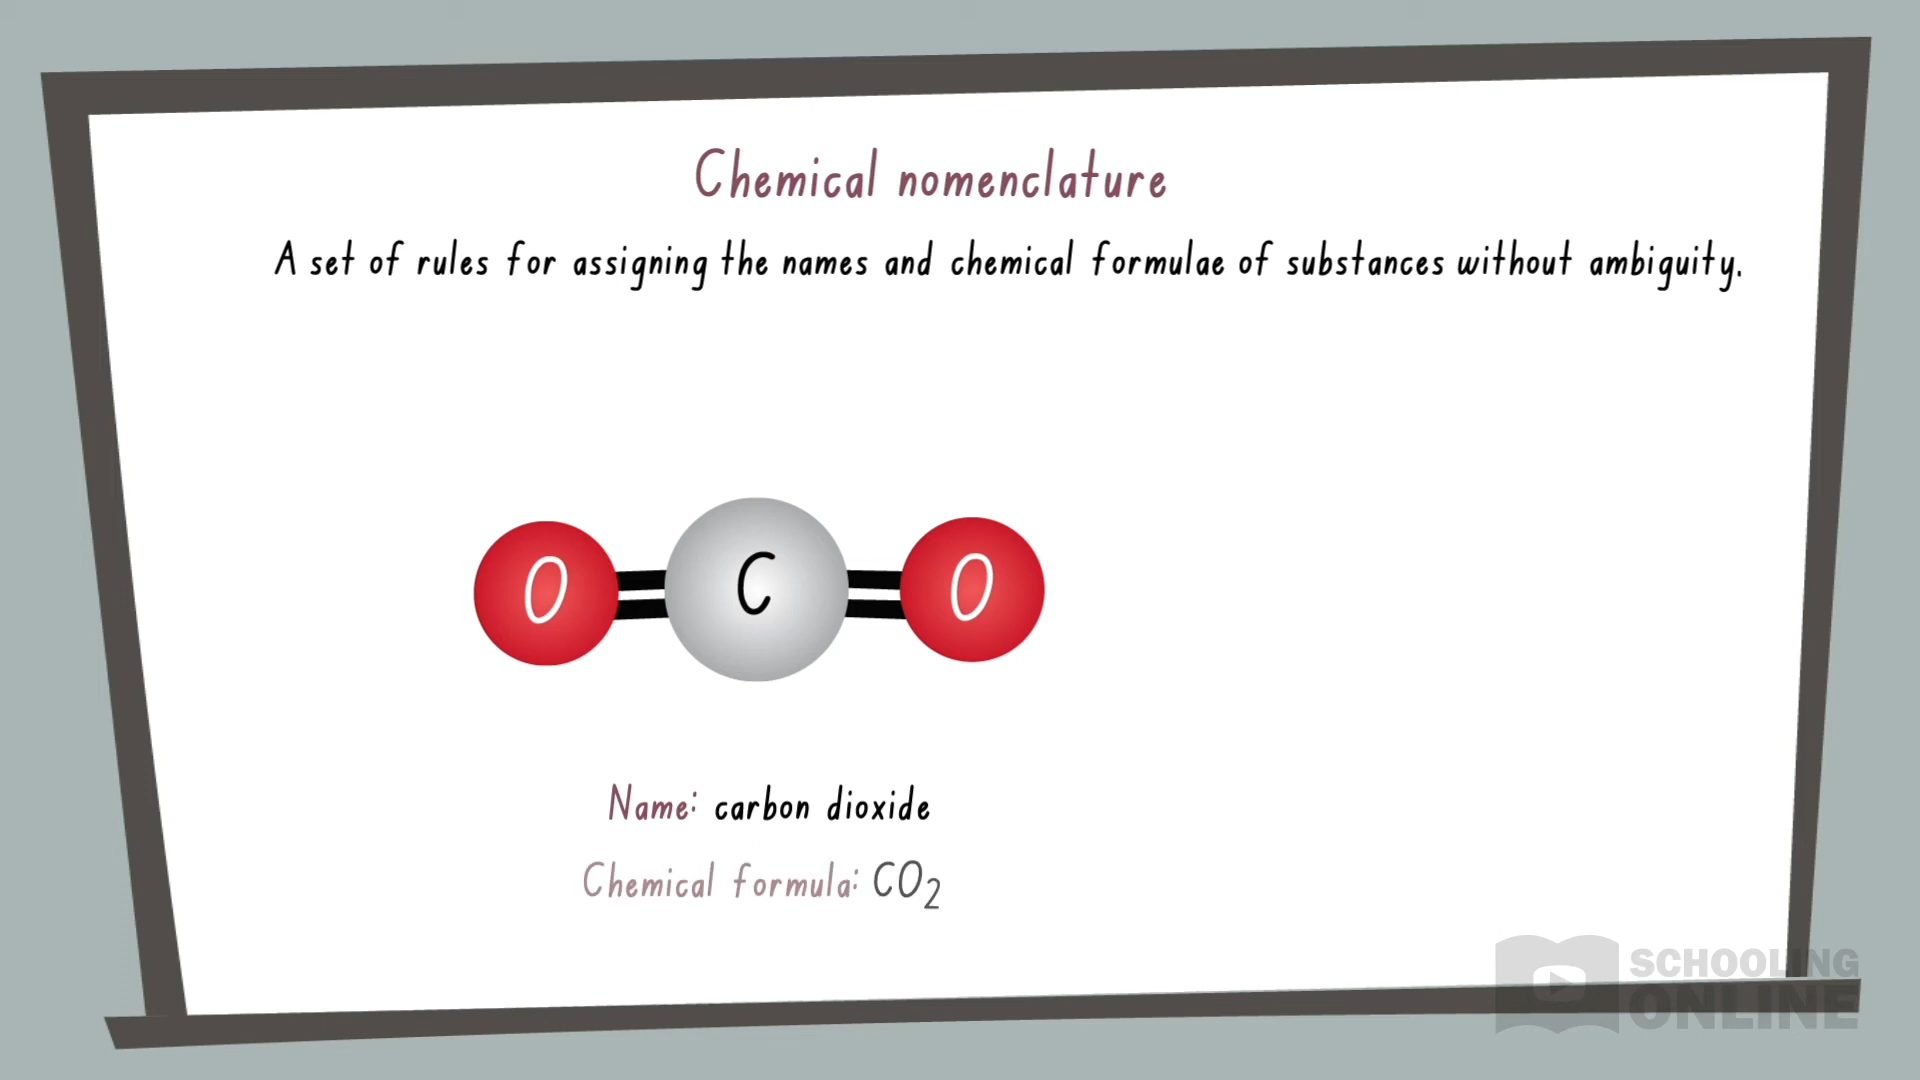 Chemical nomenclature
A set of rules for assigning the names and chemical formulae of substances without ambiguity.
O C O
Name: carbon dioxide
Chemical formula: CO₂
SCHOOLING
ONLINE